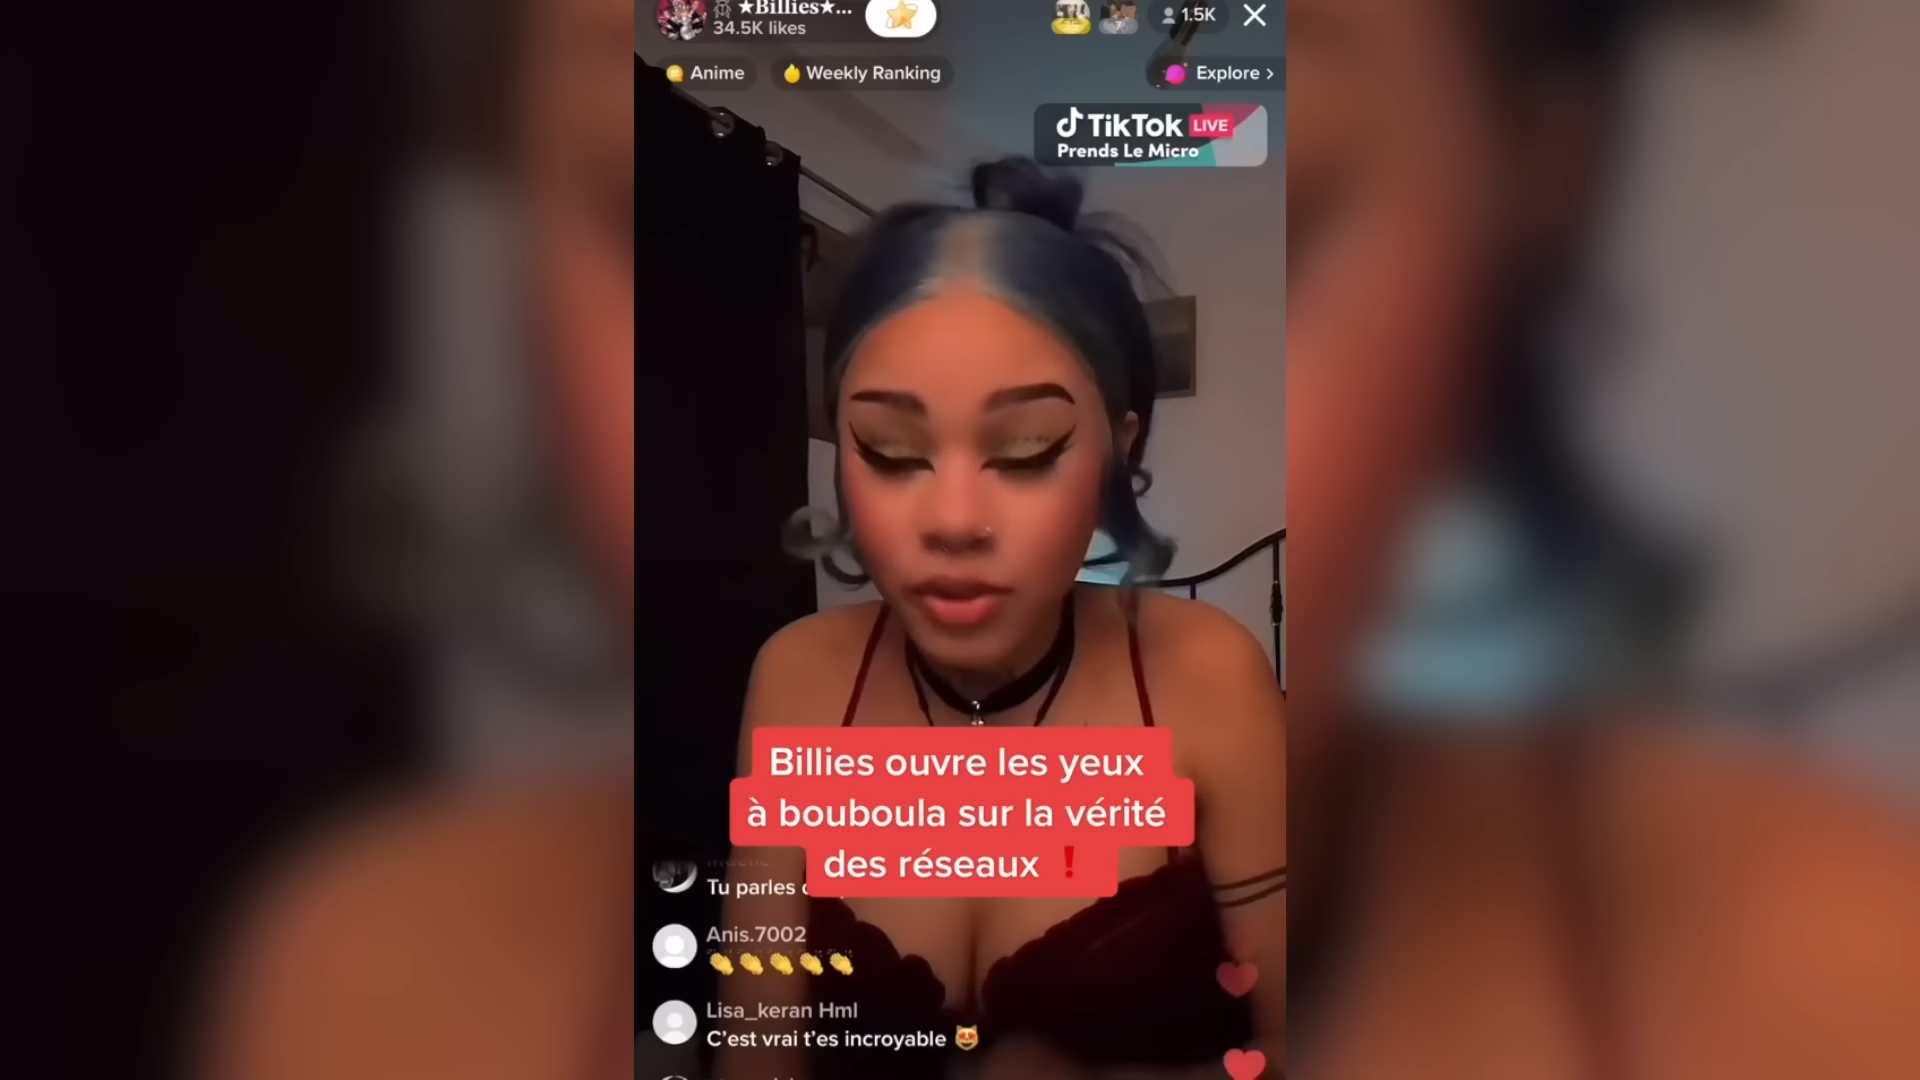 ★Billies★...
34.5K likes
1.5K
Anime
Weekly Ranking
Explore >
TikTok LIVE
Prends Le Micro
Billies ouvre les yeux
à bouboula sur la vérité
des réseaux ❗
Tu parles
Anis.7002
👏👏👏👏👏
Lisa_keran Hml
C'est vrai t'es incroyable 😻